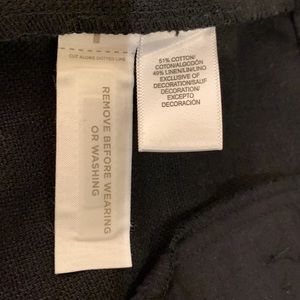 CUT ALONG DOTTED LINE
REMOVE BEFORE WEARING
OR WASHING
51% COTTON/
COTON/ALGODÓN
49% LINEN/LIN/LINO
EXCLUSIVE OF
DECORATION/SAUF
DECORATION/
EXCEPTO
DECORACIÓN